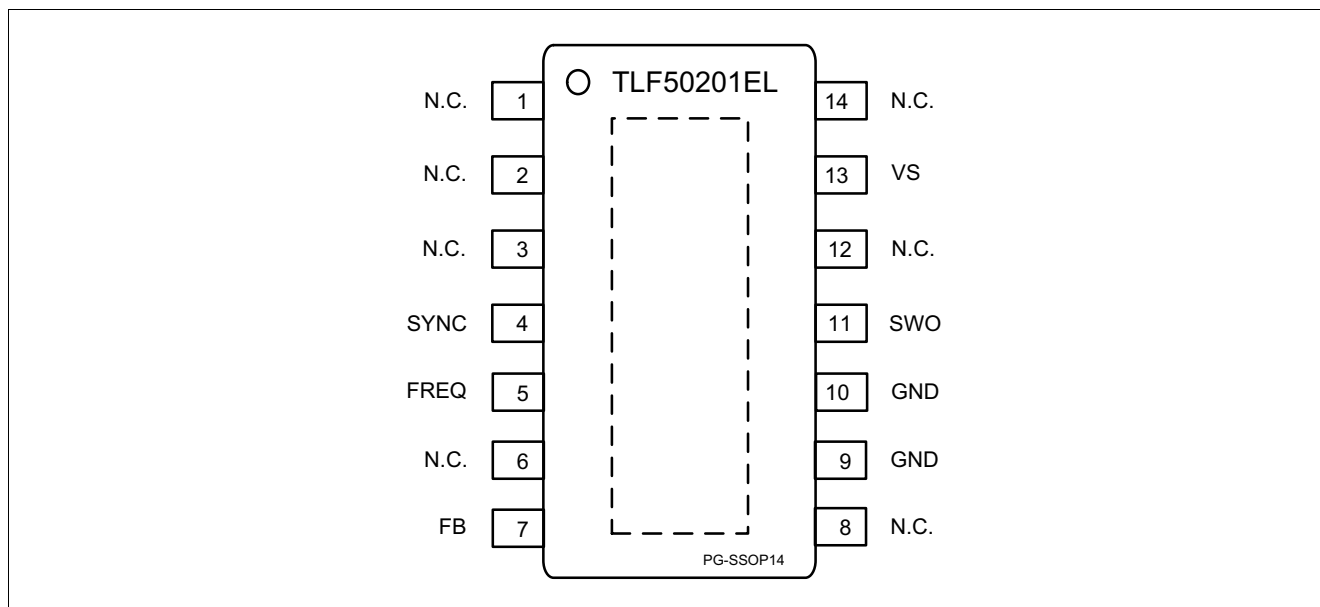 TLF50201EL
N.C. 1 14 N.C.
N.C. 2 13 VS
N.C. 3 12 N.C.
SYNC 4 11 SWO
FREQ 5 10 GND
N.C. 6 9 GND
FB 7 8 N.C.
PG-SSOP14